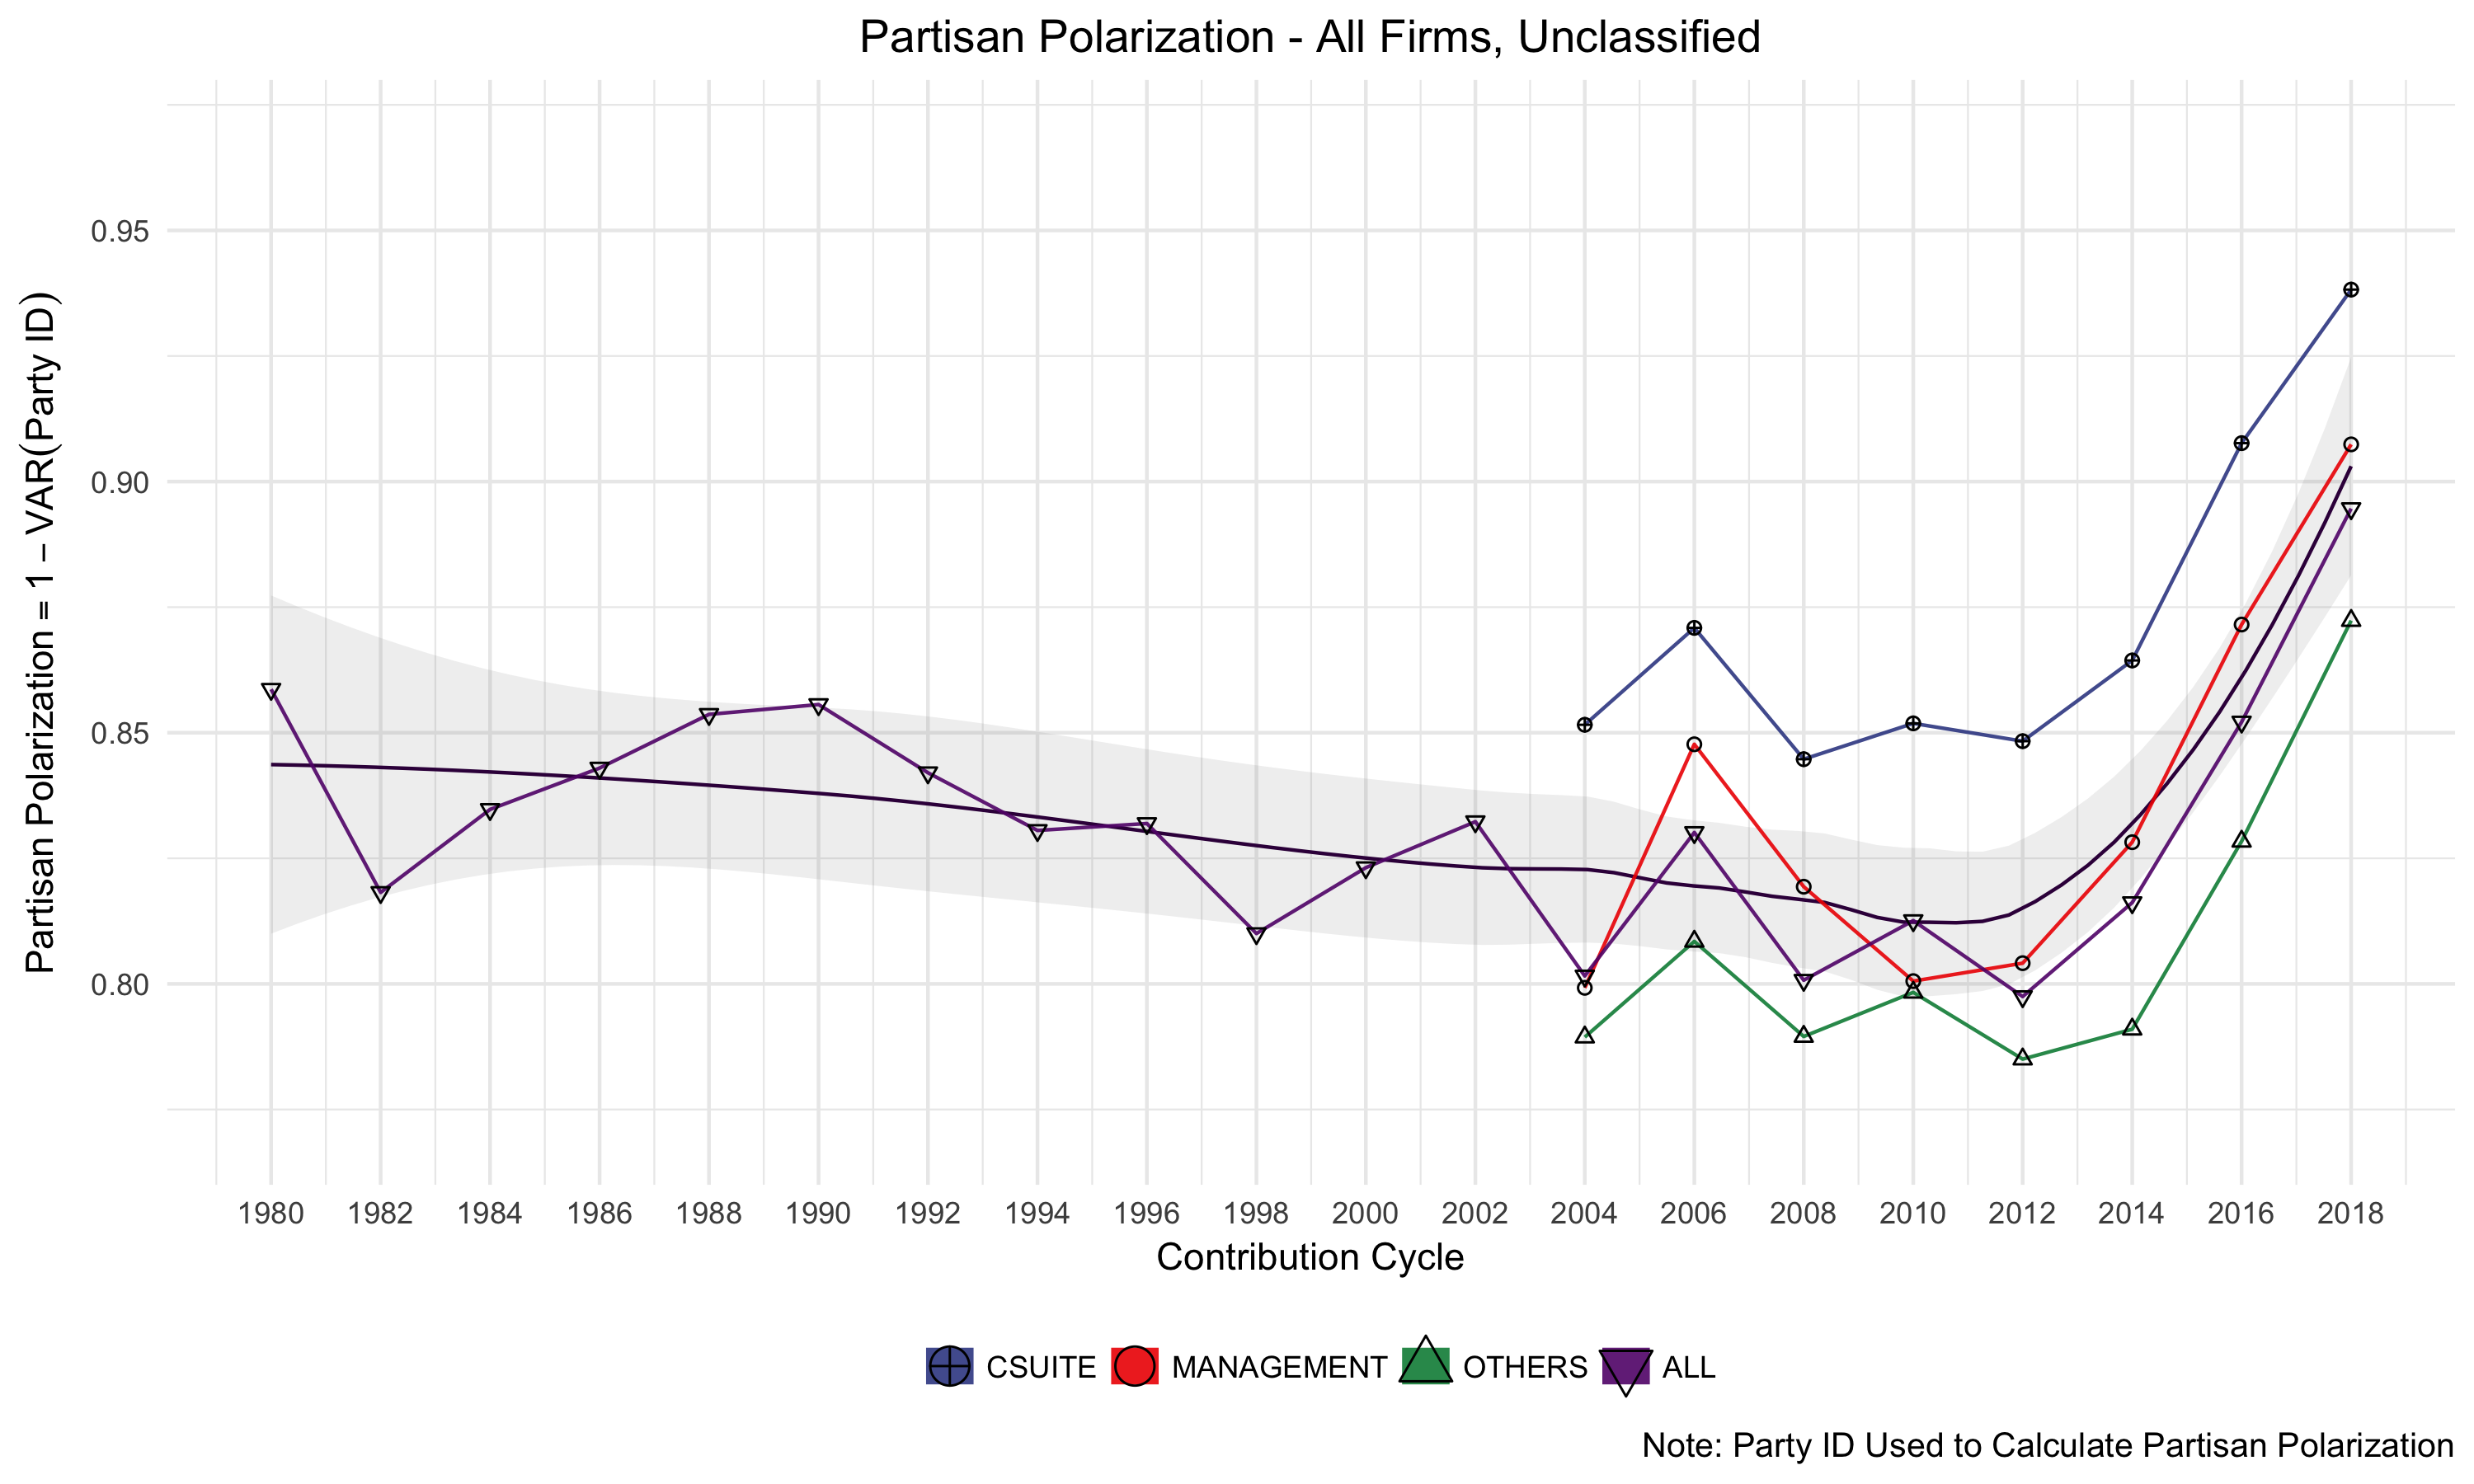 Partisan Polarization - All Firms, Unclassified
Partisan Polarization = 1 − VAR(Party ID)
0.95
0.90
0.85
0.80
1980 1982 1984 1986 1988 1990 1992 1994 1996 1998 2000 2002 2004 2006 2008 2010 2012 2014 2016 2018
Contribution Cycle
CSUITE MANAGEMENT OTHERS ALL
Note: Party ID Used to Calculate Partisan Polarization